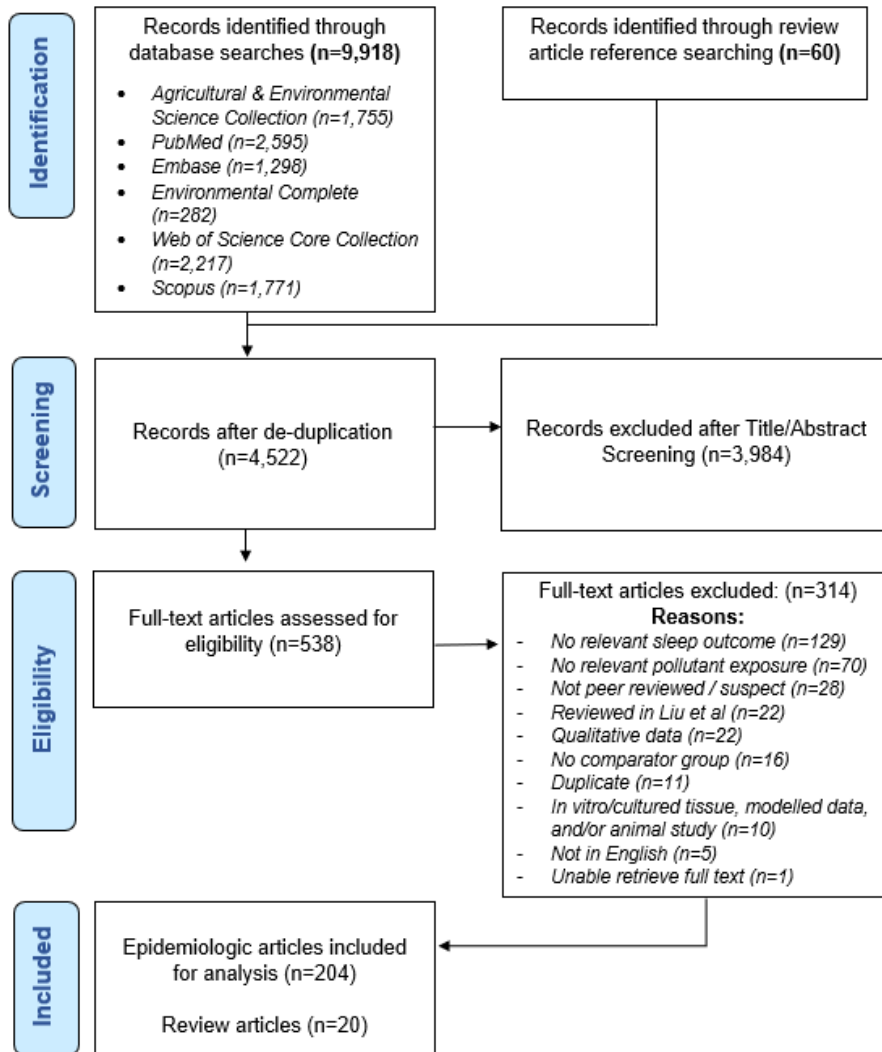 Identification
Records identified through
database searches (n=9,918)
• Agricultural & Environmental
Science Collection (n=1,755)
• PubMed (n=2,595)
• Embase (n=1,298)
• Environmental Complete
(n=282)
• Web of Science Core Collection
(n=2,217)
• Scopus (n=1,771)
Records identified through review
article reference searching (n=60)
Screening
Records after de-duplication
(n=4,522)
Records excluded after Title/Abstract
Screening (n=3,984)
Eligibility
Full-text articles assessed for
eligibility (n=538)
Full-text articles excluded: (n=314)
Reasons:
- No relevant sleep outcome (n=129)
- No relevant pollutant exposure (n=70)
- Not peer reviewed / suspect (n=28)
- Reviewed in Liu et al (n=22)
- Qualitative data (n=22)
- No comparator group (n=16)
- Duplicate (n=11)
- In vitro/cultured tissue, modelled data,
and/or animal study (n=10)
- Not in English (n=5)
- Unable retrieve full text (n=1)
Included
Epidemiologic articles included
for analysis (n=204)
Review articles (n=20)